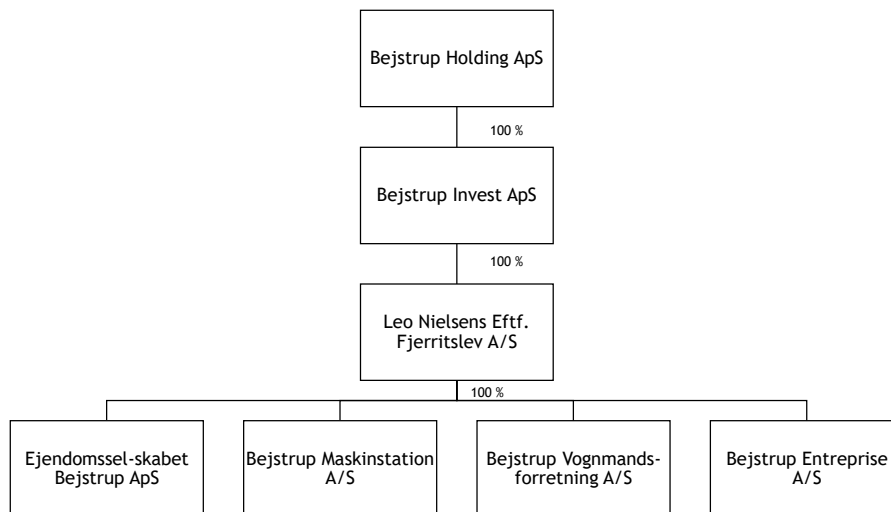 Bejstrup Holding ApS
100 %
Bejstrup Invest ApS
100 %
Leo Nielsens Eftf.
Fjerritslev A/S
100 %
Ejendomssel-skabet
Bejstrup ApS
Bejstrup Maskinstation
A/S
Bejstrup Vognmands-
forretning A/S
Bejstrup Entreprise
A/S